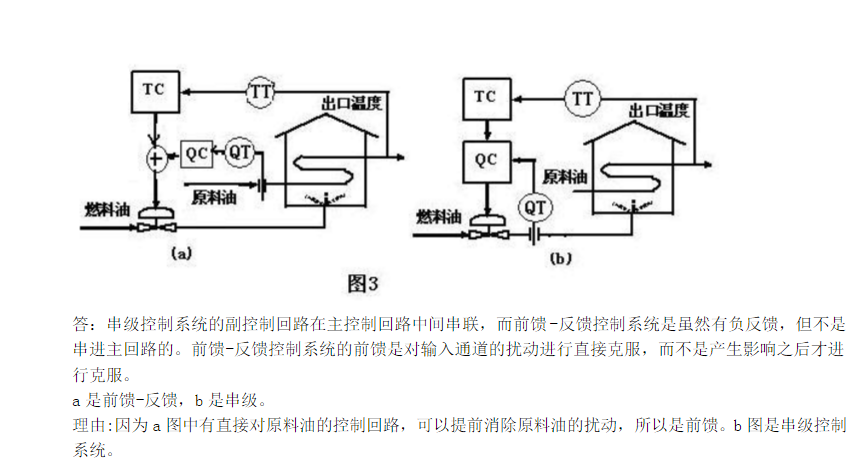 TC
TT
出口温度
+
QC
QT
原料油
燃料油
(a)
TC
TT
出口温度
QC
原料油
QT
燃料油
(b)
图3
答：串级控制系统的副控制回路在主控制回路中间串联，而前馈-反馈控制系统是虽然有负反馈，但不是
串进主回路的。前馈-反馈控制系统的前馈是对输入通道的扰动进行直接克服，而不是产生影响之后才进
行克服。
a 是前馈-反馈，b 是串级。
理由:因为 a 图中有直接对原料油的控制回路，可以提前消除原料油的扰动，所以是前馈。b 图是串级控制
系统。